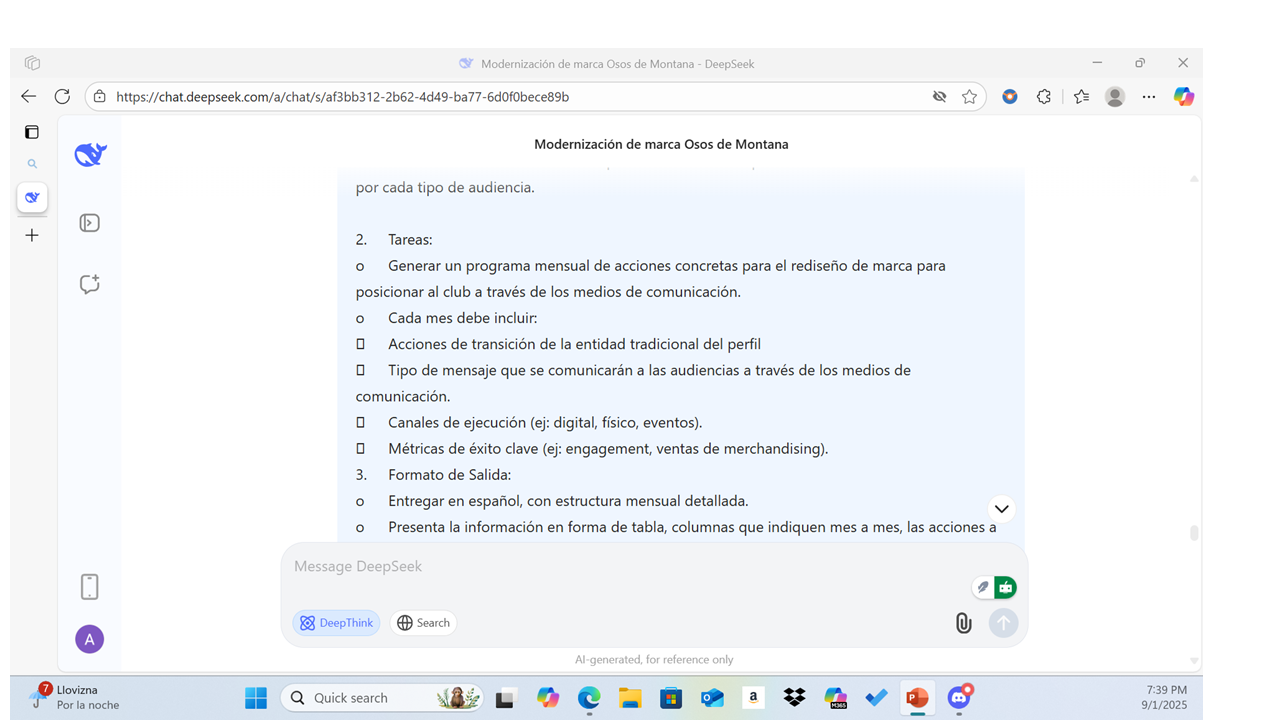 Modernización de marca Osos de Montana - DeepSeek
https://chat.deepseek.com/a/chat/s/af3bb312-2b62-4d49-ba77-6d0f0bece89b
Modernización de marca Osos de Montana
por cada tipo de audiencia.
2. Tareas:
o Generar un programa mensual de acciones concretas para el rediseño de marca para
posicionar al club a través de los medios de comunicación.
o Cada mes debe incluir:
Acciones de transición de la entidad tradicional del perfil
Tipo de mensaje que se comunicarán a las audiencias a través de los medios de
comunicación.
Canales de ejecución (ej: digital, físico, eventos).
Métricas de éxito clave (ej: engagement, ventas de merchandising).
3. Formato de Salida:
o Entregar en español, con estructura mensual detallada.
o Presenta la información en forma de tabla, columnas que indiquen mes a mes, las acciones a
Message DeepSeek
DeepThink
Search
A
AI-generated, for reference only
7
Llovizna
Por la noche
Quick search
a
M365
P
7:39 PM
9/1/2025